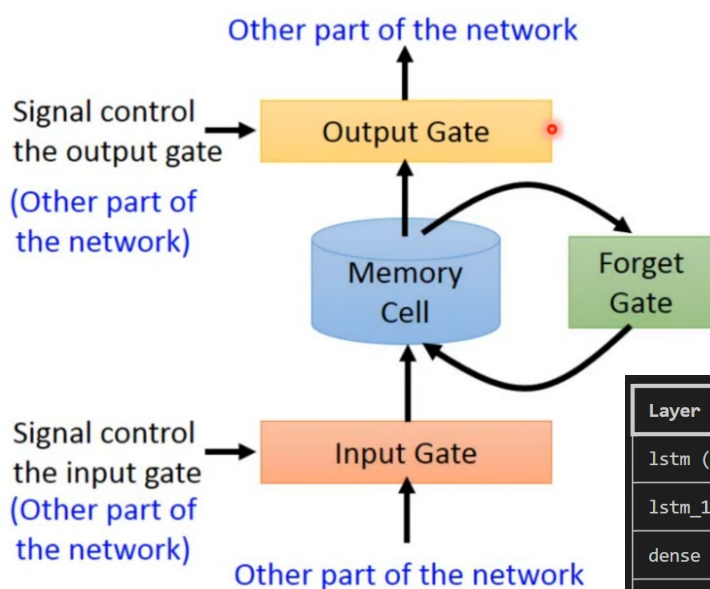 Other part of the network
Signal control
the output gate
(Other part of
the network)
Output Gate
Memory
Cell
Forget
Gate
Signal control
the input gate
(Other part of
the network)
Input Gate
Other part of the network
Layer
lstm (
lstm_1
dense